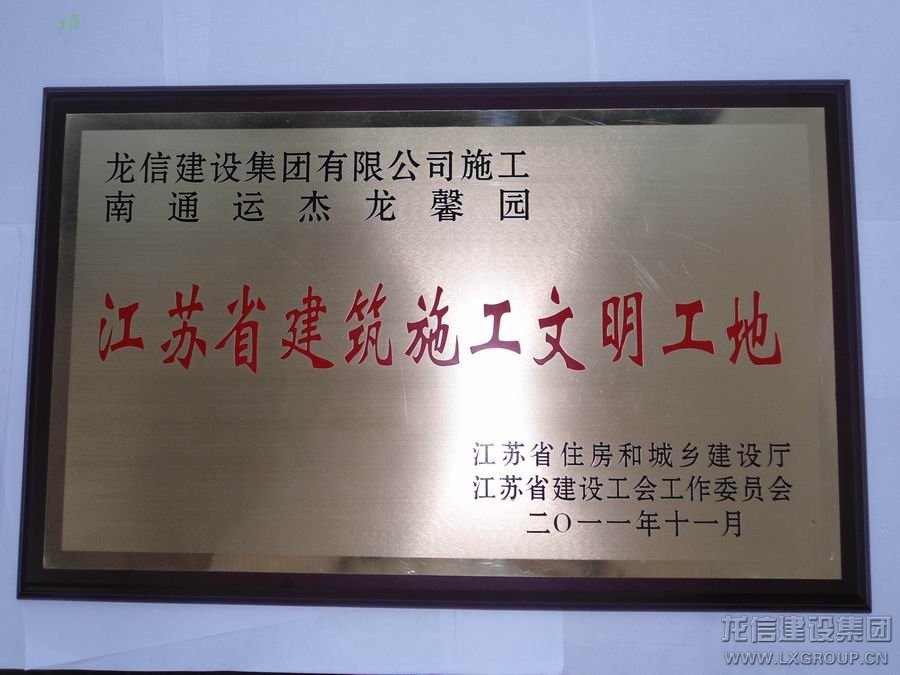 龙信建设集团有限公司施工
南通运杰龙馨园
江苏省建筑施工文明工地
江苏省住房和城乡建设厅
江苏省建设工会工作委员会
二〇一一年十一月
龙信建设集团
WWW.LXGROUP.CN